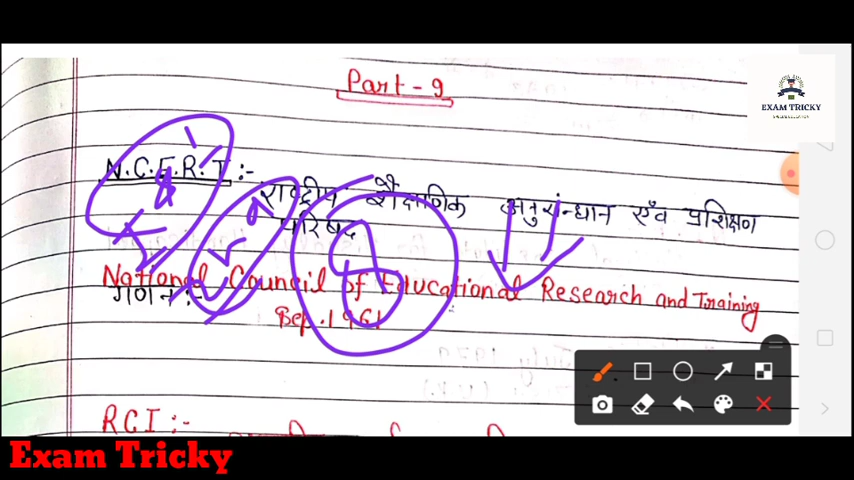 Part-9
EXAM TRICKY
N.C.E.R.T:-
राष्ट्रीय शैक्षाणिक अनुसंन्धान एवँ प्रशिक्षण
परिषद
National Council of Educational Research and Training
गठन:-
Sep. 1961
RCI:-
Exam Tricky